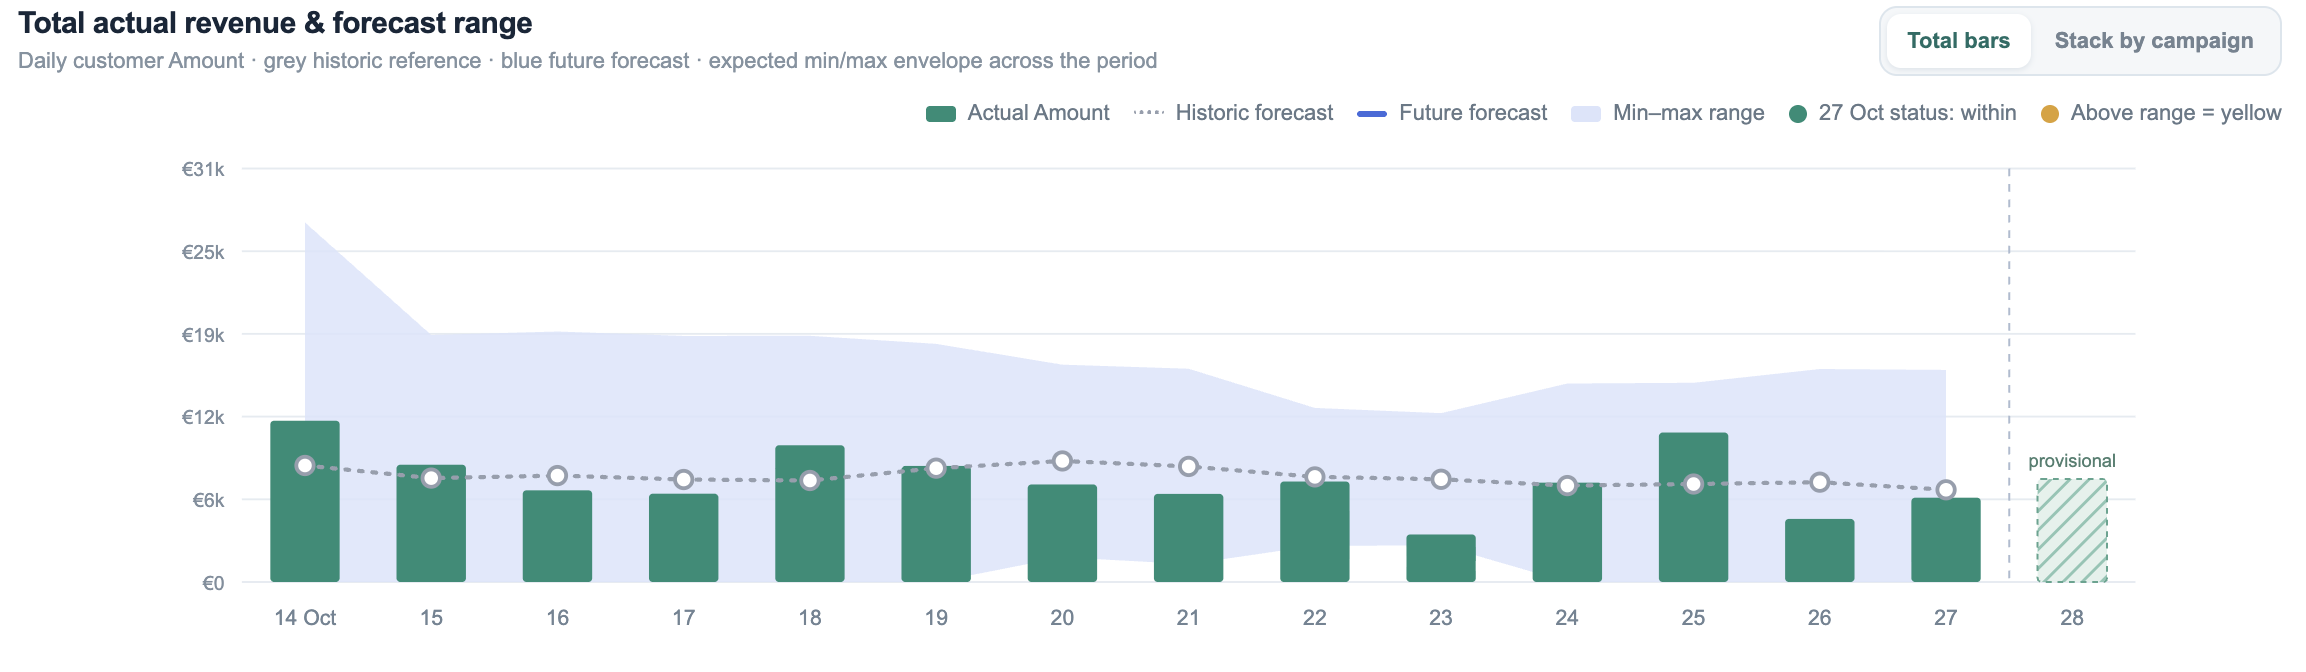 Total actual revenue & forecast range
Daily customer Amount · grey historic reference · blue future forecast · expected min/max envelope across the period
Total bars
Stack by campaign
Actual Amount
Historic forecast
Future forecast
Min–max range
27 Oct status: within
Above range = yellow
€31k
€25k
€19k
€12k
€6k
€0
provisional
14 Oct
15
16
17
18
19
20
21
22
23
24
25
26
27
28